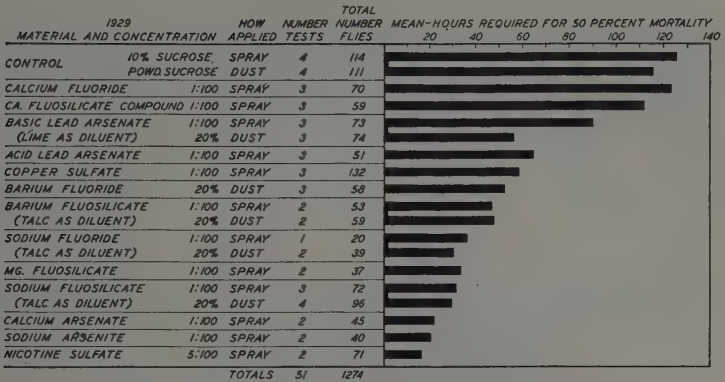 1929 HOW NUMBER TOTAL NUMBER MEAN-HOURS REQUIRED FOR 50 PERCENT MORTALITY
MATERIAL AND CONCENTRATION APPLIED TESTS FLIES 20 40 60 80 100 120 140
CONTROL 10% SUCROSE, SPRAY 4 114
POWD. SUCROSE DUST 4 111
CALCIUM FLUORIDE 1:100 SPRAY 3 70
CA. FLUOSILICATE COMPOUND 1:100 SPRAY 3 59
BASIC LEAD ARSENATE 1:100 SPRAY 3 73
(LIME AS DILUENT) 20% DUST 3 74
ACID LEAD ARSENATE 1:100 SPRAY 3 51
COPPER SULFATE 1:100 SPRAY 3 132
BARIUM FLUORIDE 20% DUST 3 58
BARIUM FLUOSILICATE 1:100 SPRAY 2 53
(TALC AS DILUENT) 20% DUST 2 59
SODIUM FLUORIDE 1:100 SPRAY 1 20
(TALC AS DILUENT) 20% DUST 2 39
MG. FLUOSILICATE 1:100 SPRAY 2 37
SODIUM FLUOSILICATE 1:100 SPRAY 3 72
(TALC AS DILUENT) 20% DUST 4 96
CALCIUM ARSENATE 1:100 SPRAY 2 45
SODIUM ARSENITE 1:100 SPRAY 2 40
NICOTINE SULFATE 5:100 SPRAY 2 71
TOTALS 51 1274